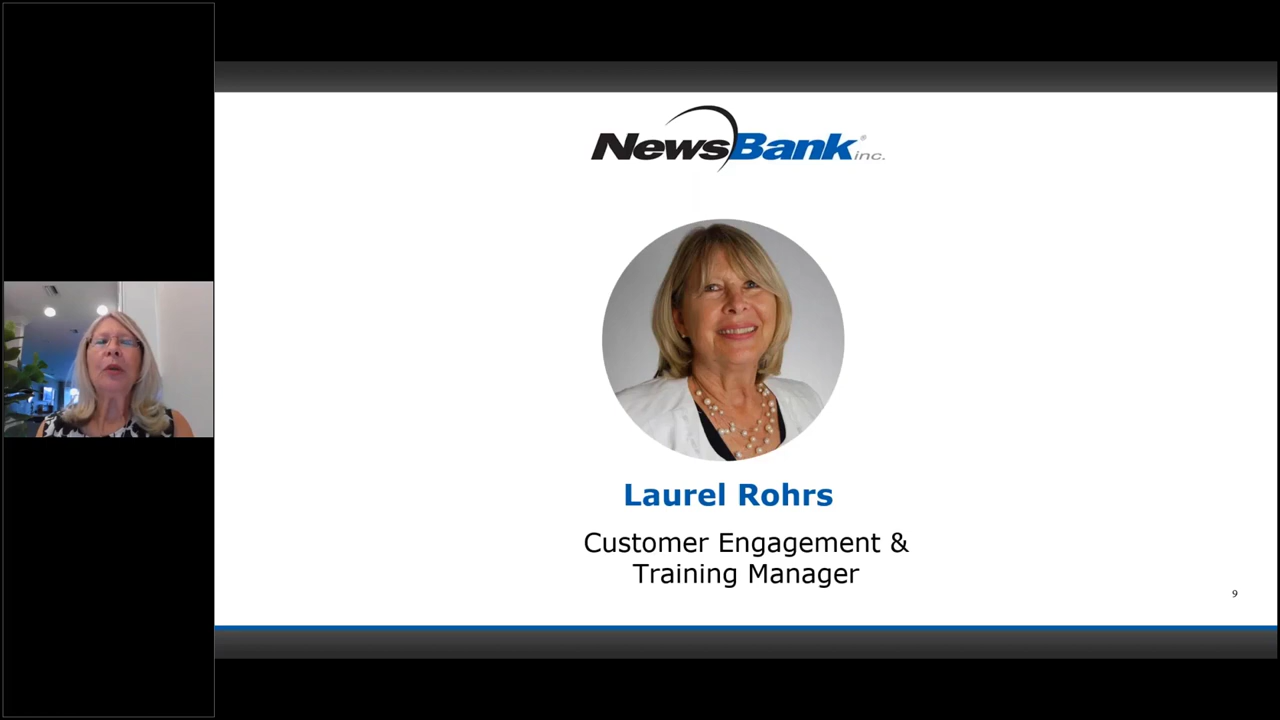 NewsBank® inc.
Laurel Rohrs
Customer Engagement &
Training Manager
9